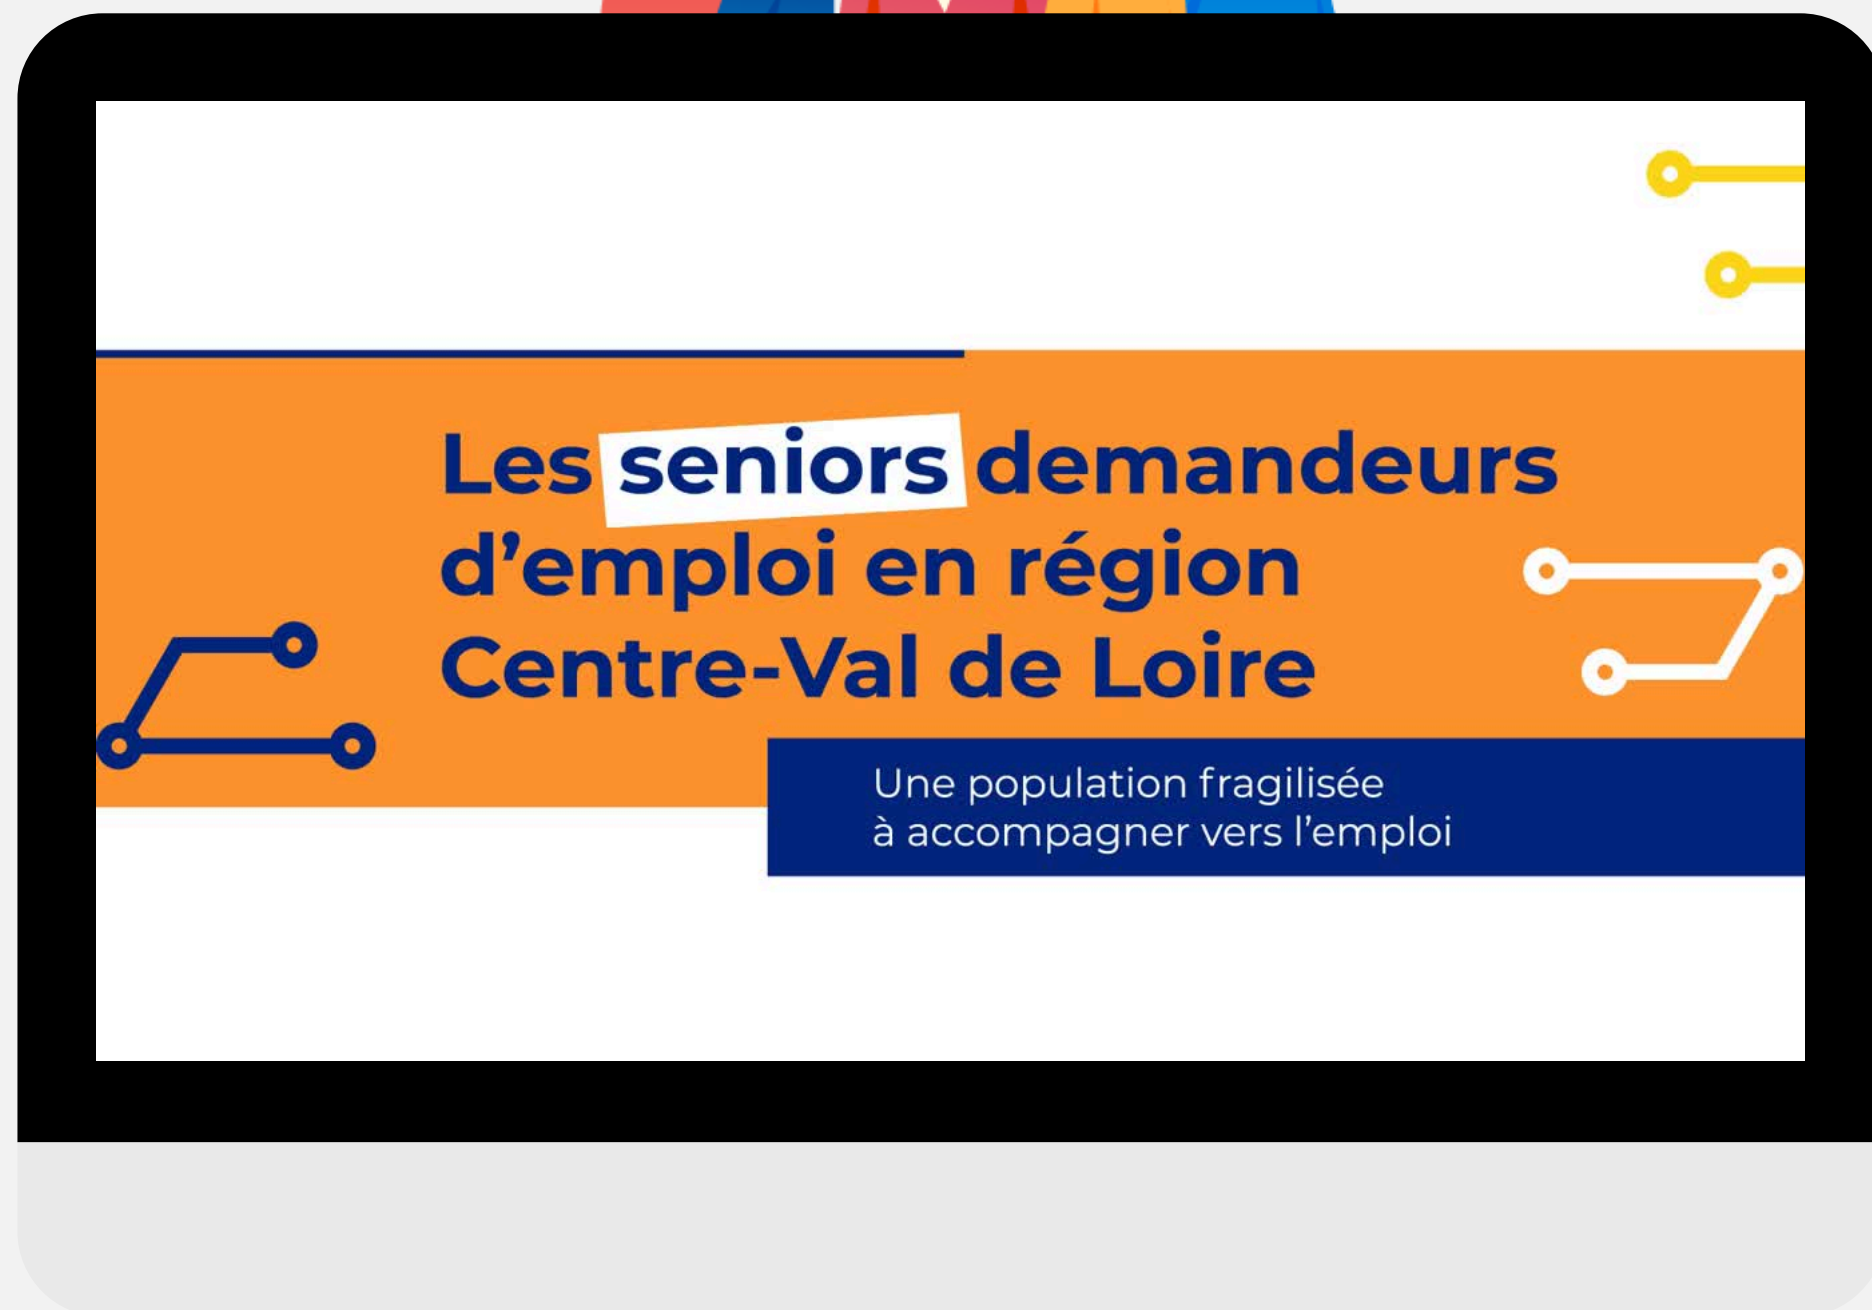 Les seniors demandeurs
d’emploi en région
Centre-Val de Loire
Une population fragilisée
à accompagner vers l’emploi